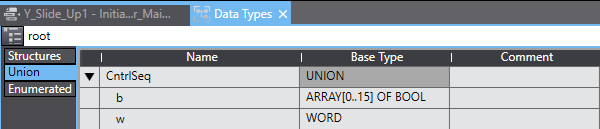 Y_Slide_Up1 - Initia...r_Mai... Data Types ×
root
Structures
Union
Enumerated
Name Base Type Comment
▼ CntrlSeq UNION
b ARRAY[0..15] OF BOOL
w WORD